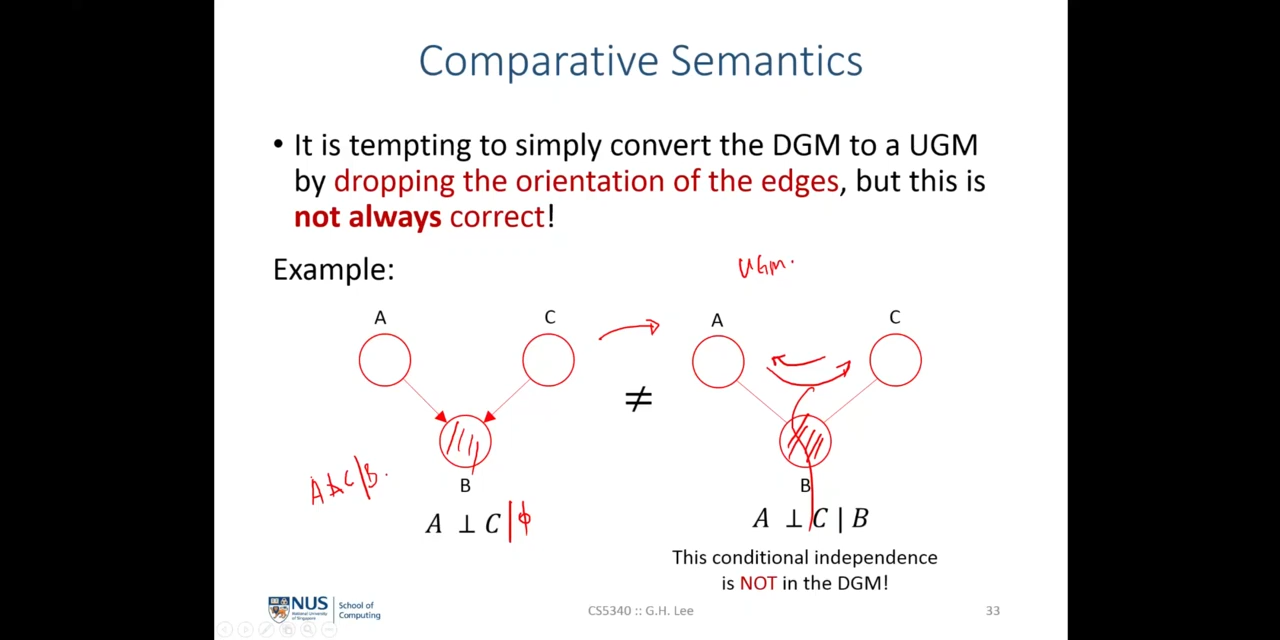 Comparative Semantics
• It is tempting to simply convert the DGM to a UGM
by dropping the orientation of the edges, but this is
not always correct!
Example:
UGM.
A
C
A
C
≠
B
B
A ⊥ C | ϕ
A ⊥ C | B
This conditional independence
is NOT in the DGM!
NUS
National University
of Singapore
School of
Computing
CS5340 :: G.H. Lee
33